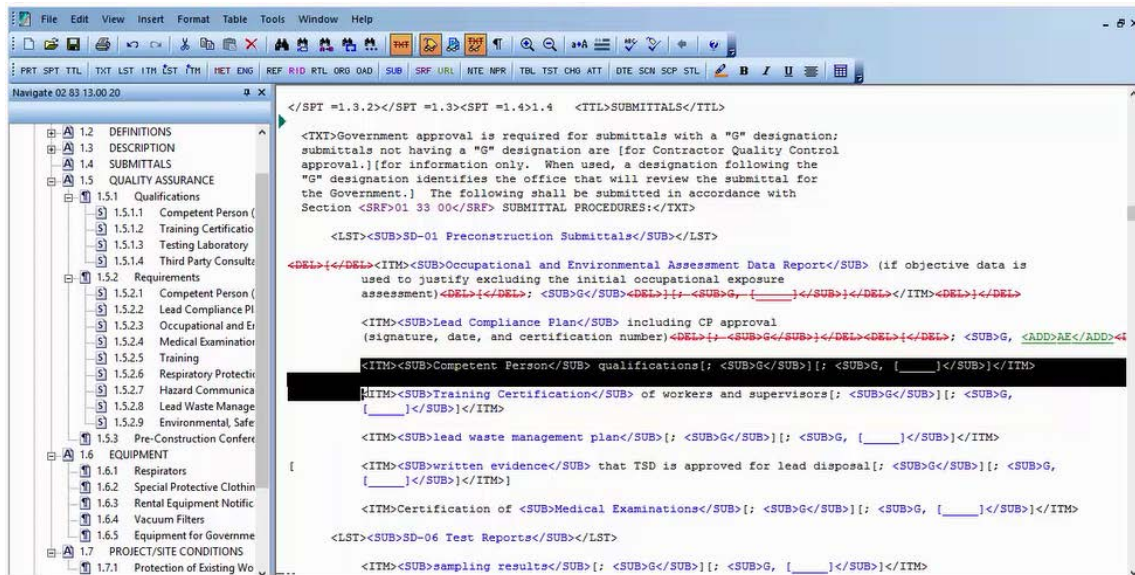 File Edit View Insert Format Table Tools Window Help
PRT SPT TTL TXT LST ITM LST ITM MET ENG REF RID RTL ORG OAD SUB SRF URL NTE NPR TBL TST CHG ATT DTE SCN SCP STL B I U
Navigate 02 83 13.00 20
1.2 DEFINITIONS
1.3 DESCRIPTION
1.4 SUBMITTALS
1.5 QUALITY ASSURANCE
1.5.1 Qualifications
1.5.1.1 Competent Person (
1.5.1.2 Training Certificatio
1.5.1.3 Testing Laboratory
1.5.1.4 Third Party Consulta
1.5.2 Requirements
1.5.2.1 Competent Person (
1.5.2.2 Lead Compliance Pl
1.5.2.3 Occupational and Er
1.5.2.4 Medical Examination
1.5.2.5 Training
1.5.2.6 Respiratory Protectio
1.5.2.7 Hazard Communica
1.5.2.8 Lead Waste Manage
1.5.2.9 Environmental, Safe
1.5.3 Pre-Construction Confere
1.6 EQUIPMENT
1.6.1 Respirators
1.6.2 Special Protective Clothin
1.6.3 Rental Equipment Notific
1.6.4 Vacuum Filters
1.6.5 Equipment for Governme
1.7 PROJECT/SITE CONDITIONS
1.7.1 Protection of Existing Wo
</SPT =1.3.2></SPT =1.3><SPT =1.4>1.4 <TTL>SUBMITTALS</TTL>
<TXT>Government approval is required for submittals with a "G" designation;
submittals not having a "G" designation are [for Contractor Quality Control
approval.][for information only. When used, a designation following the
"G" designation identifies the office that will review the submittal for
the Government.] The following shall be submitted in accordance with
Section <SRF>01 33 00</SRF> SUBMITTAL PROCEDURES:</TXT>
<LST><SUB>SD-01 Preconstruction Submittals</SUB></LST>
<DEL>[</DEL><ITM><SUB>Occupational and Environmental Assessment Data Report</SUB> (if objective data is
used to justify excluding the initial occupational exposure
assessment)<DEL>[</DEL>; <SUB>G</SUB><DEL>][; <SUB>G, [_____]</SUB>]</DEL></ITM><DEL>]</DEL>
<ITM><SUB>Lead Compliance Plan</SUB> including CP approval
(signature, date, and certification number)<DEL>[; <SUB>G</SUB>]</DEL><DEL>[</DEL>; <SUB>G, <ADD>AE</ADD><D
<ITM><SUB>Competent Person</SUB> qualifications[; <SUB>G</SUB>][; <SUB>G, [_____]</SUB>]</ITM>
<ITM><SUB>Training Certification</SUB> of workers and supervisors[; <SUB>G</SUB>][; <SUB>G,
[_____]</SUB>]</ITM>
<ITM><SUB>lead waste management plan</SUB>[; <SUB>G</SUB>][; <SUB>G, [_____]</SUB>]</ITM>
[ <ITM><SUB>written evidence</SUB> that TSD is approved for lead disposal[; <SUB>G</SUB>][; <SUB>G,
[_____]</SUB>]</ITM>]
<ITM>Certification of <SUB>Medical Examinations</SUB>[; <SUB>G</SUB>][; <SUB>G, [_____]</SUB>]</ITM>
<LST><SUB>SD-06 Test Reports</SUB></LST>
<ITM><SUB>sampling results</SUB>[; <SUB>G</SUB>][; <SUB>G, [_____]</SUB>]</ITM>